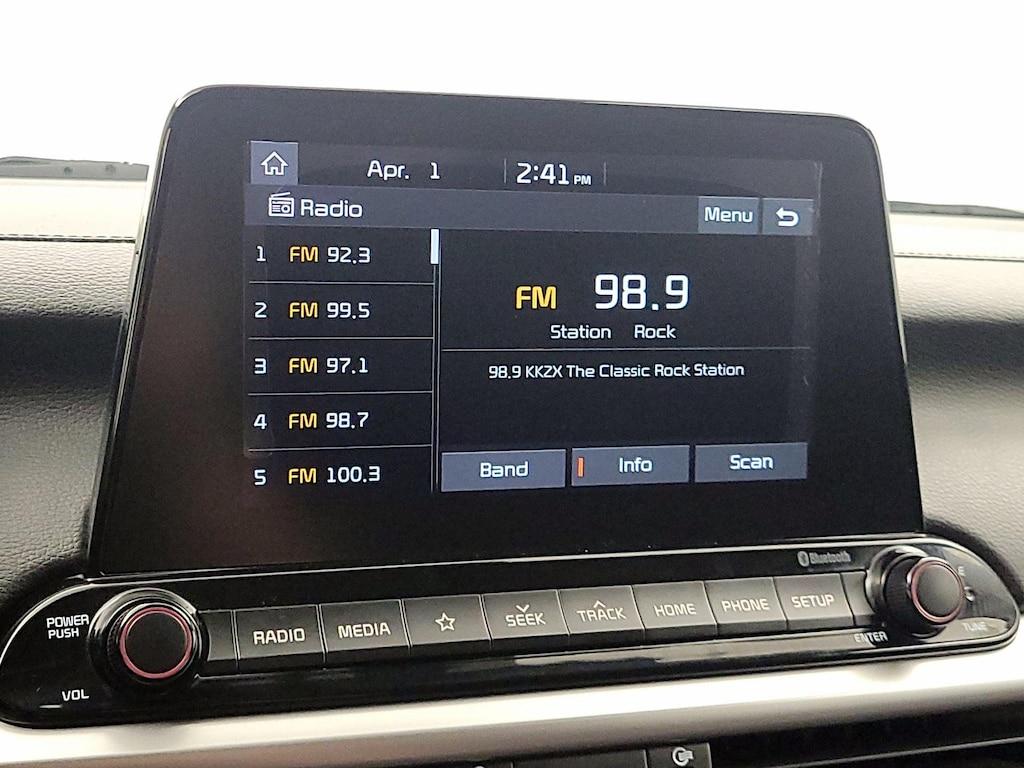 Apr. 1 2:41 PM
Radio
Menu
1 FM 92.3
2 FM 99.5
3 FM 97.1
4 FM 98.7
5 FM 100.3
FM 98.9
Station Rock
98.9 KKZX The Classic Rock Station
Band Info Scan
Bluetooth
POWER
PUSH
VOL
RADIO MEDIA SEEK TRACK HOME PHONE SETUP
ENTER
TUNE